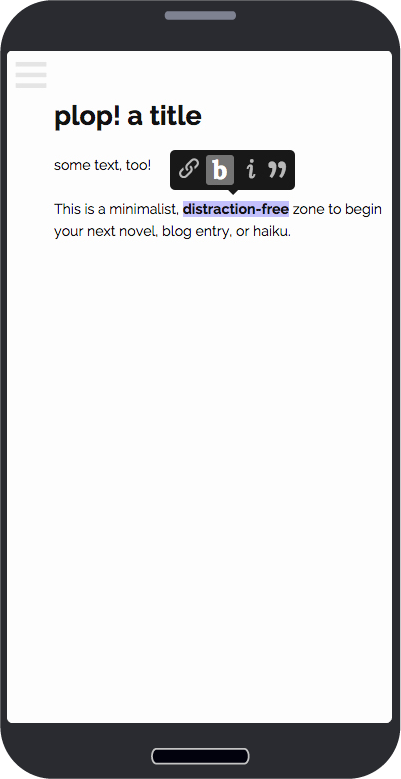 plop! a title
some text, too!
b i ”
This is a minimalist, distraction-free zone to begin
your next novel, blog entry, or haiku.